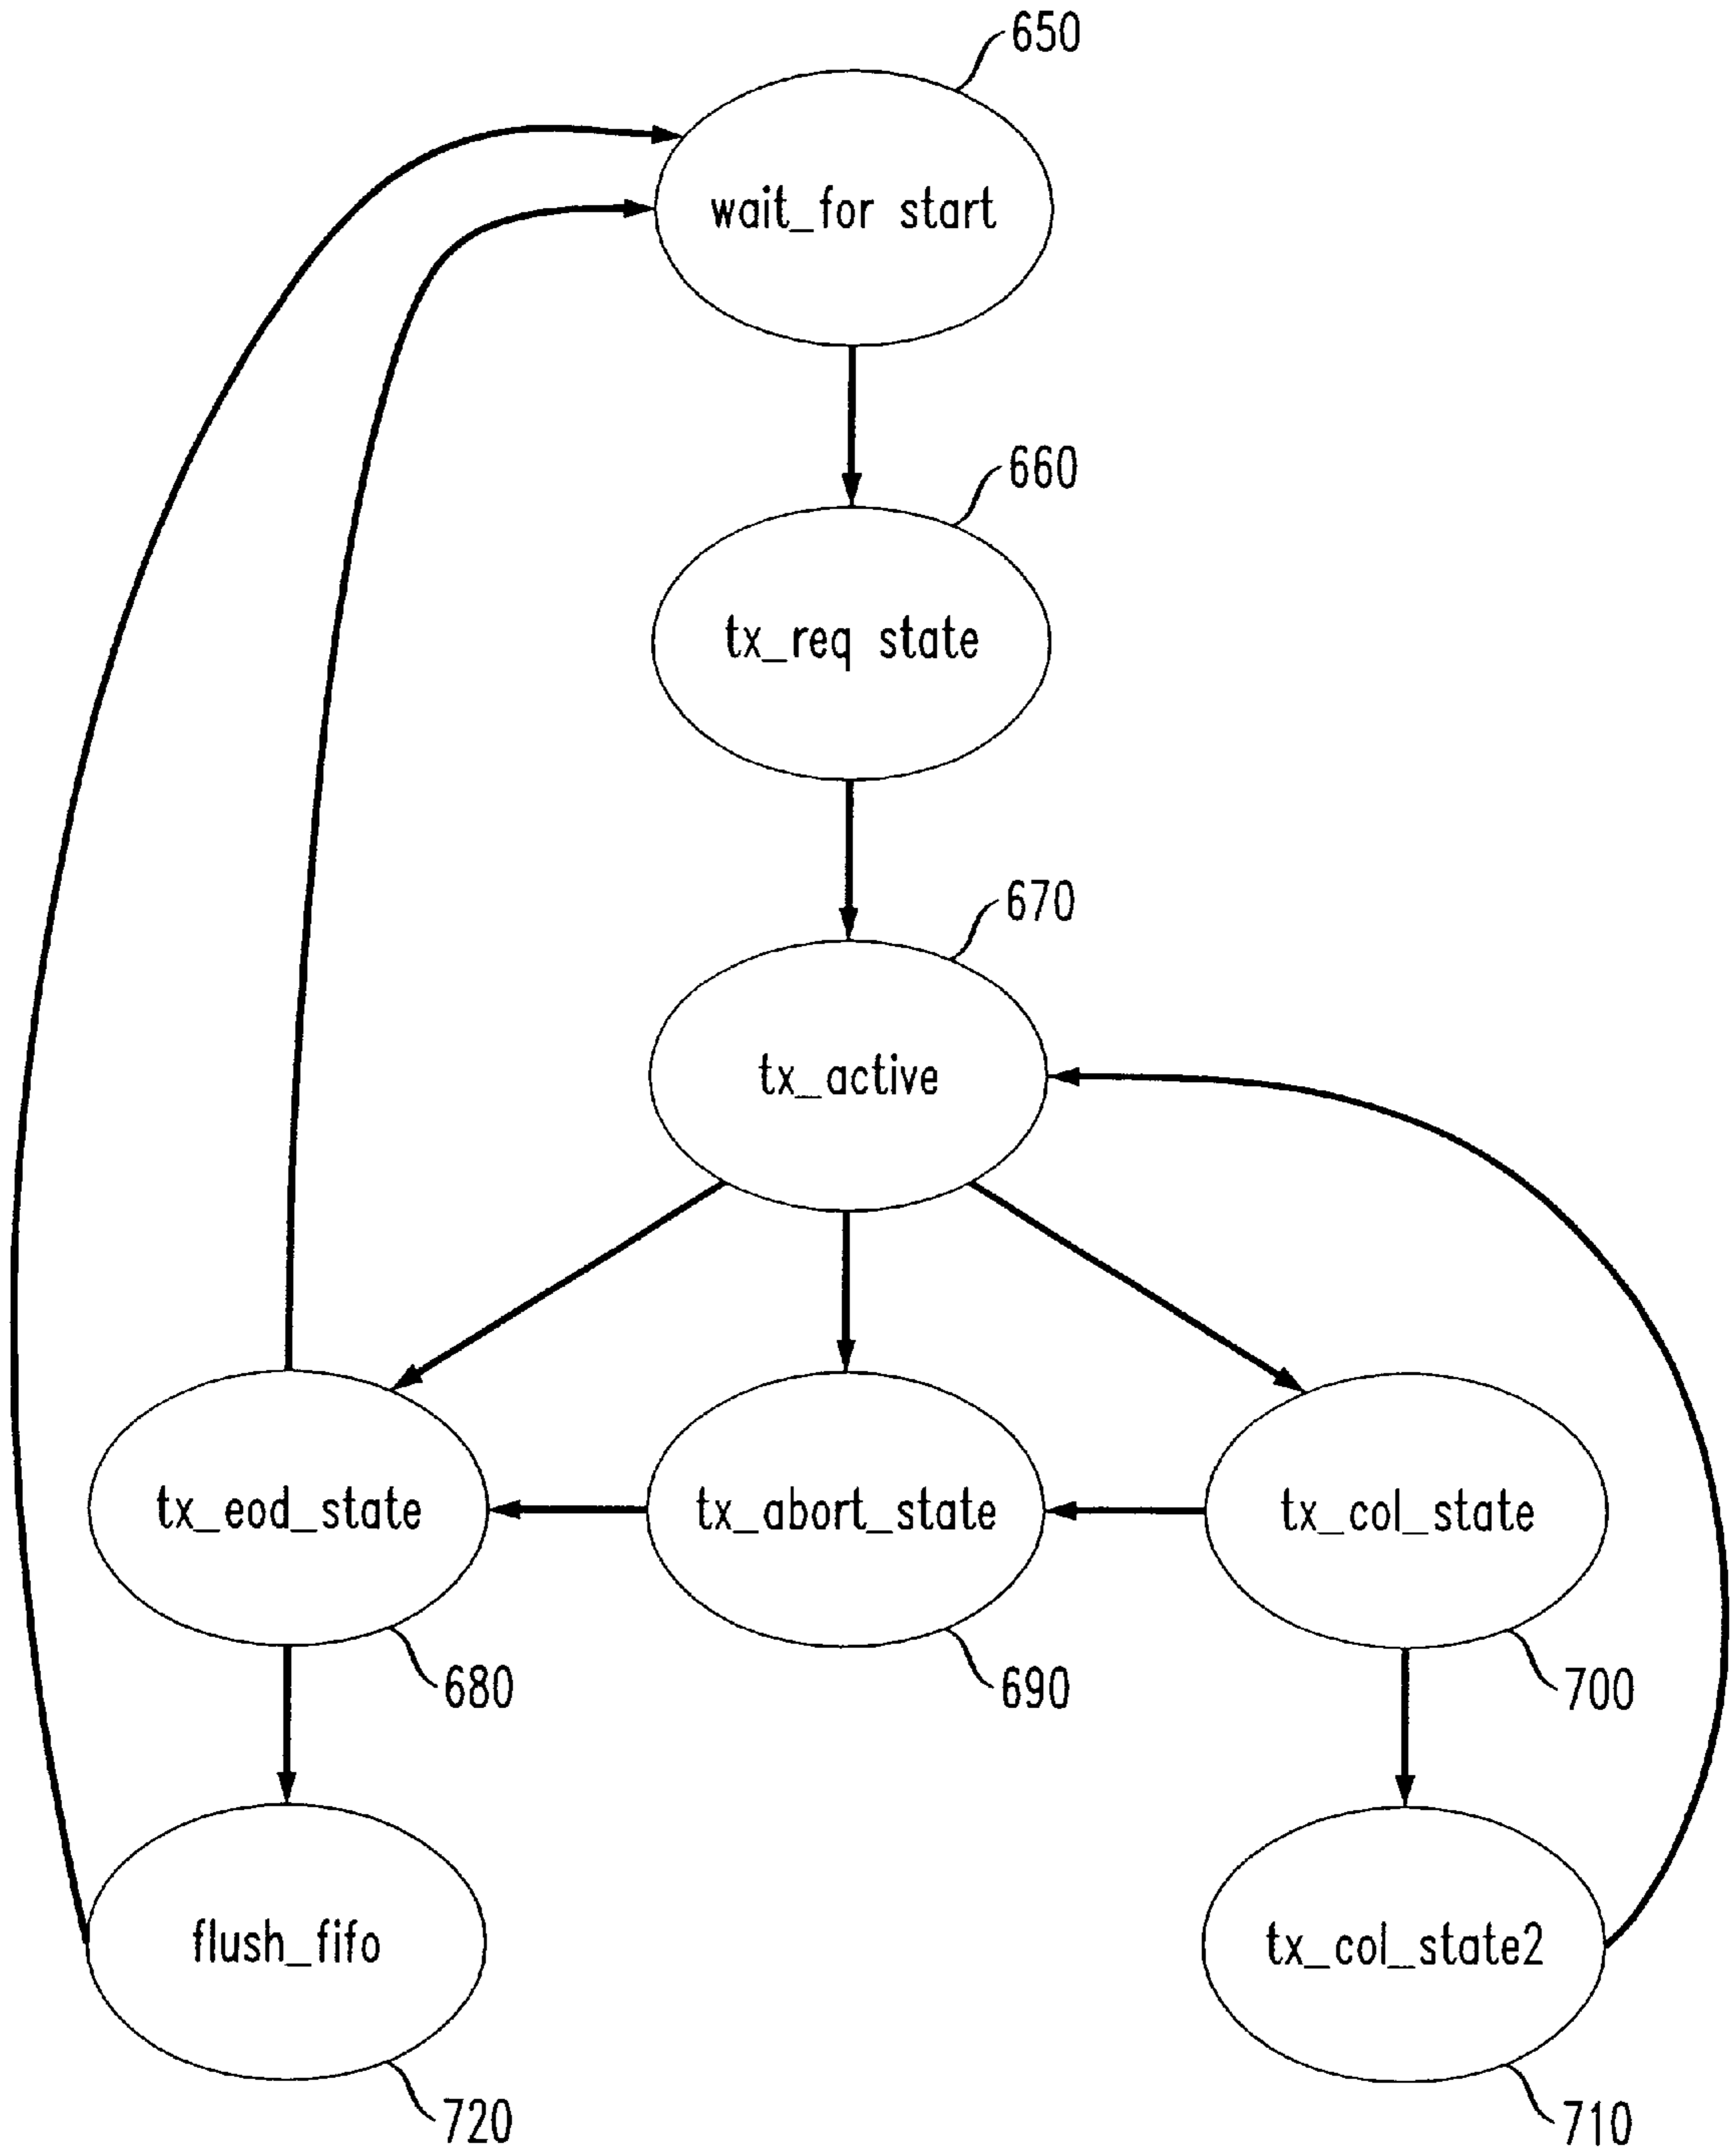 650
wait_for start
660
tx_req state
670
tx_active
tx_eod_state
tx_abort_state
tx_col_state
680
690
700
flush_fifo
tx_col_state2
720
710